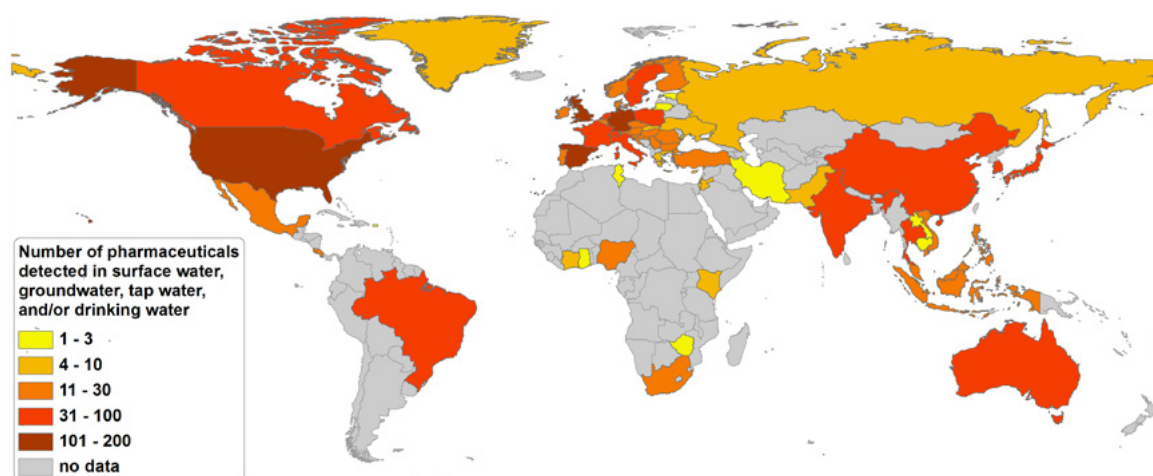 Number of pharmaceuticals
detected in surface water,
groundwater, tap water,
and/or drinking water
1 - 3
4 - 10
11 - 30
31 - 100
101 - 200
no data